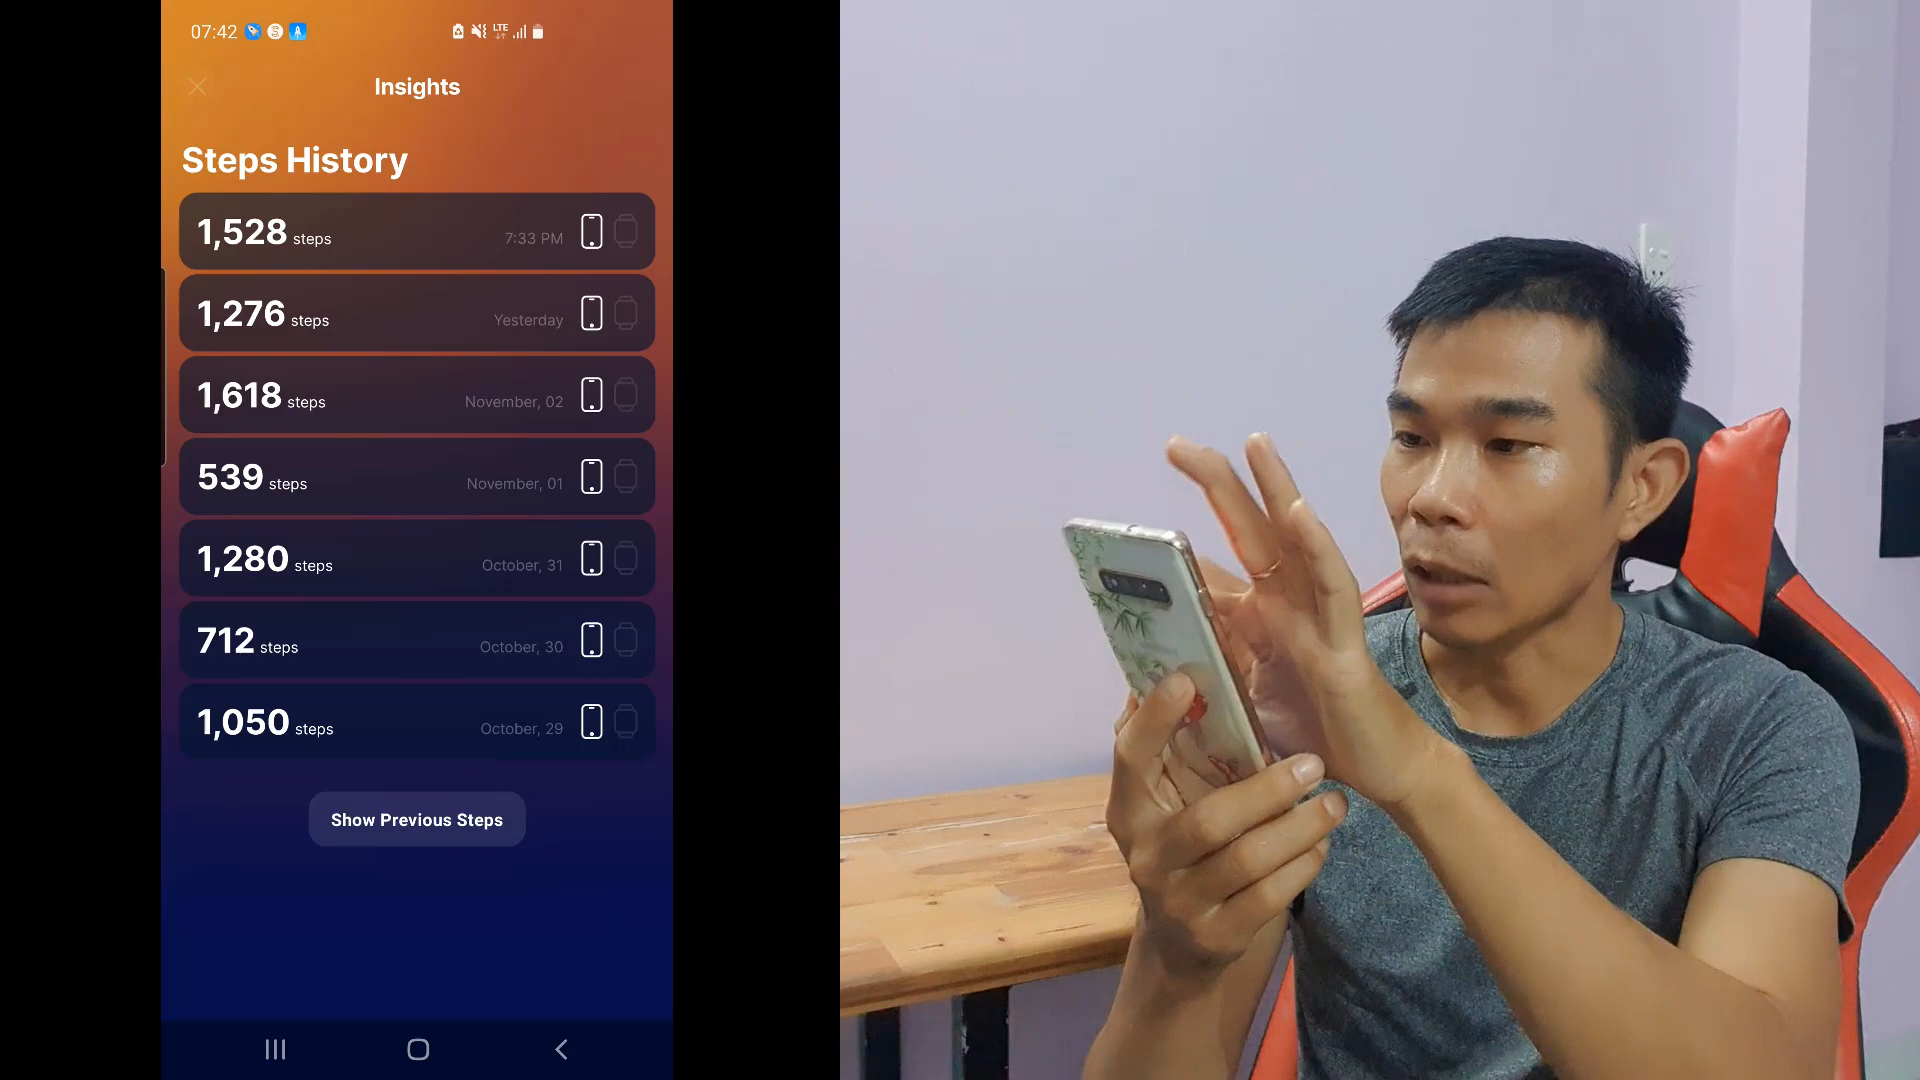 07:42 LTE
Insights
Steps History
1,528 steps 7:33 PM
1,276 steps Yesterday
1,618 steps November, 02
539 steps November, 01
1,280 steps October, 31
712 steps October, 30
1,050 steps October, 29
Show Previous Steps